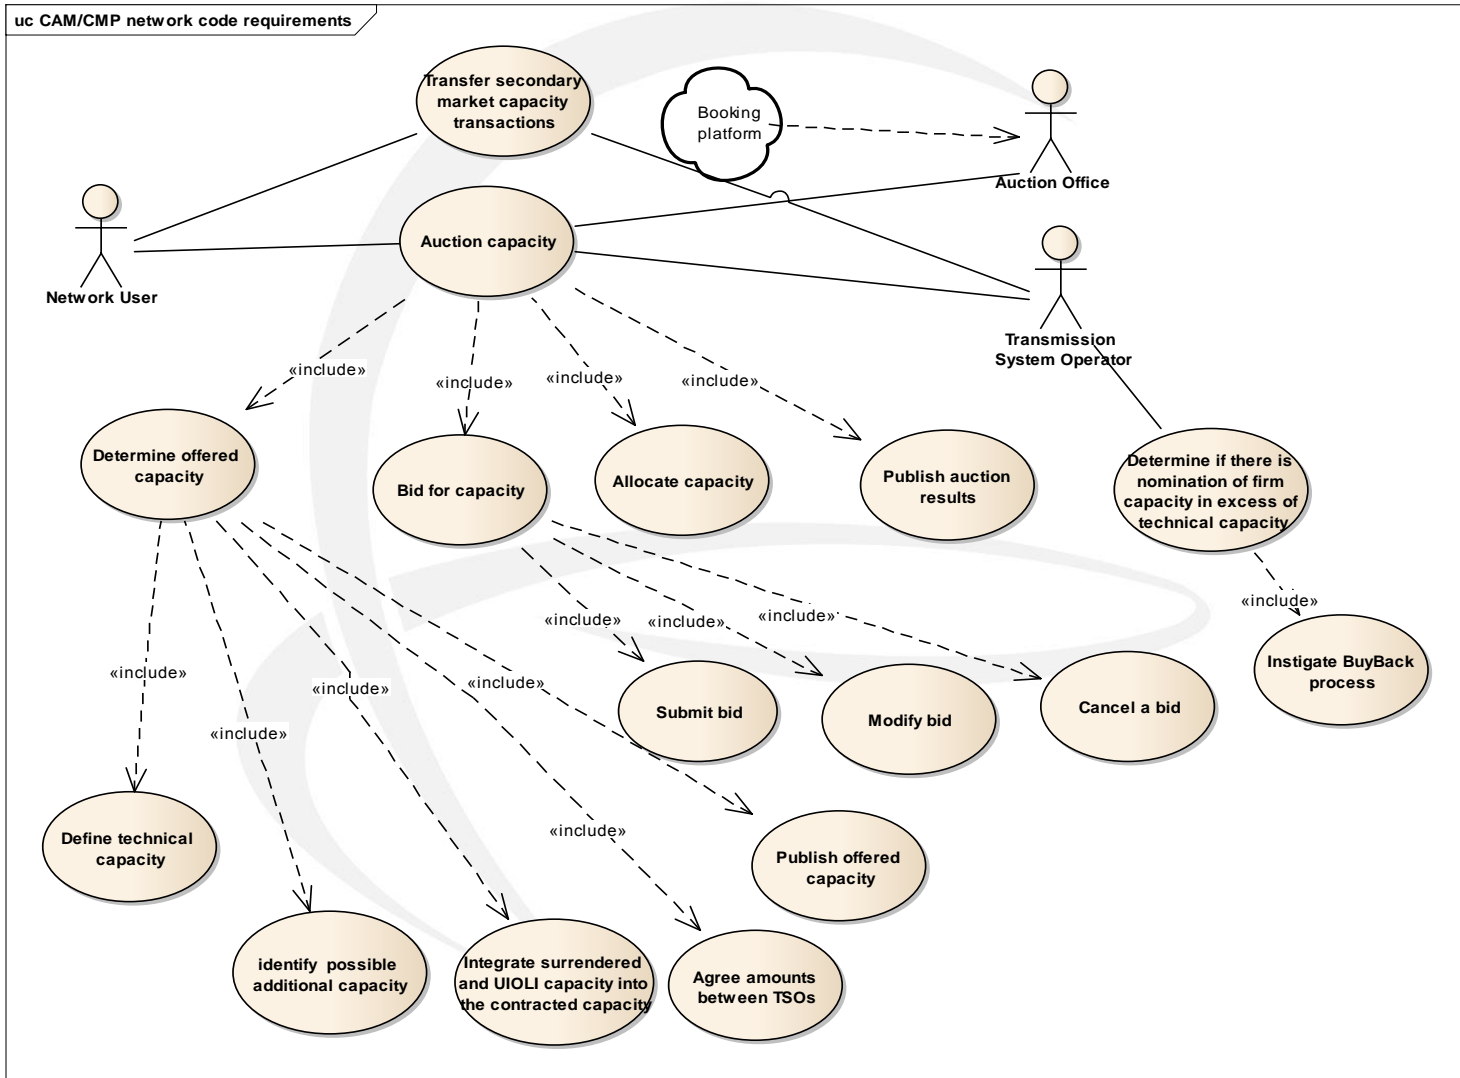 uc CAM/CMP network code requirements
Transfer secondary
market capacity
transactions
Booking
platform
Auction Office
Network User
Auction capacity
Transmission
System Operator
«include»
«include»
«include»
«include»
Determine offered
capacity
Bid for capacity
Allocate capacity
Publish auction
results
Determine if there is
nomination of firm
capacity in excess of
technical capacity
«include»
«include»
«include»
«include»
«include»
«include»
«include»
«include»
Submit bid
Modify bid
Cancel a bid
Instigate BuyBack
process
«include»
Define technical
capacity
Publish offered
capacity
identify possible
additional capacity
Integrate surrendered
and UIOLI capacity into
the contracted capacity
Agree amounts
between TSOs